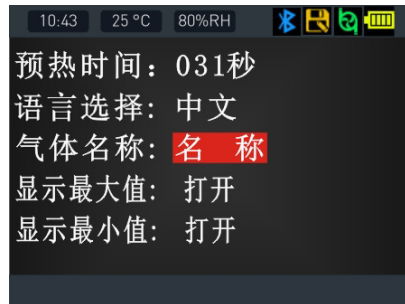 10:43 25°C 80%RH
预热时间：031秒
语言选择: 中文
气体名称: 名 称
显示最大值: 打开
显示最小值: 打开